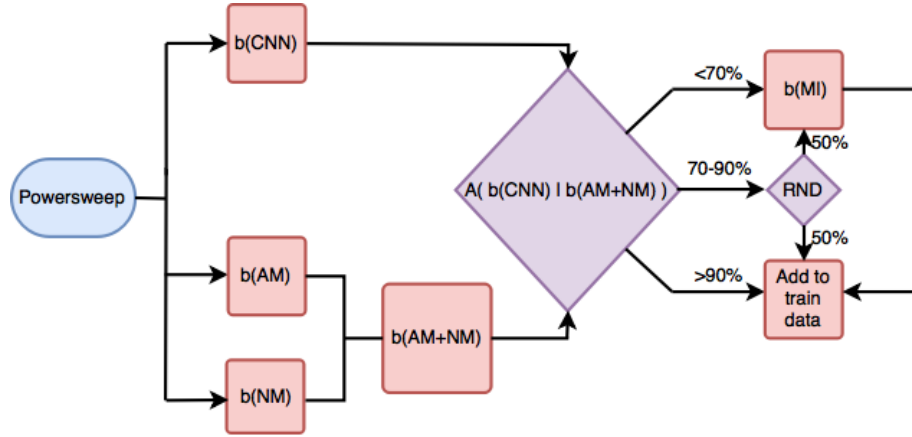 b(CNN)
Powersweep
b(AM)
b(NM)
b(AM+NM)
A( b(CNN) | b(AM+NM) )
<70%
b(MI)
50%
70-90%
RND
50%
>90%
Add to
train
data